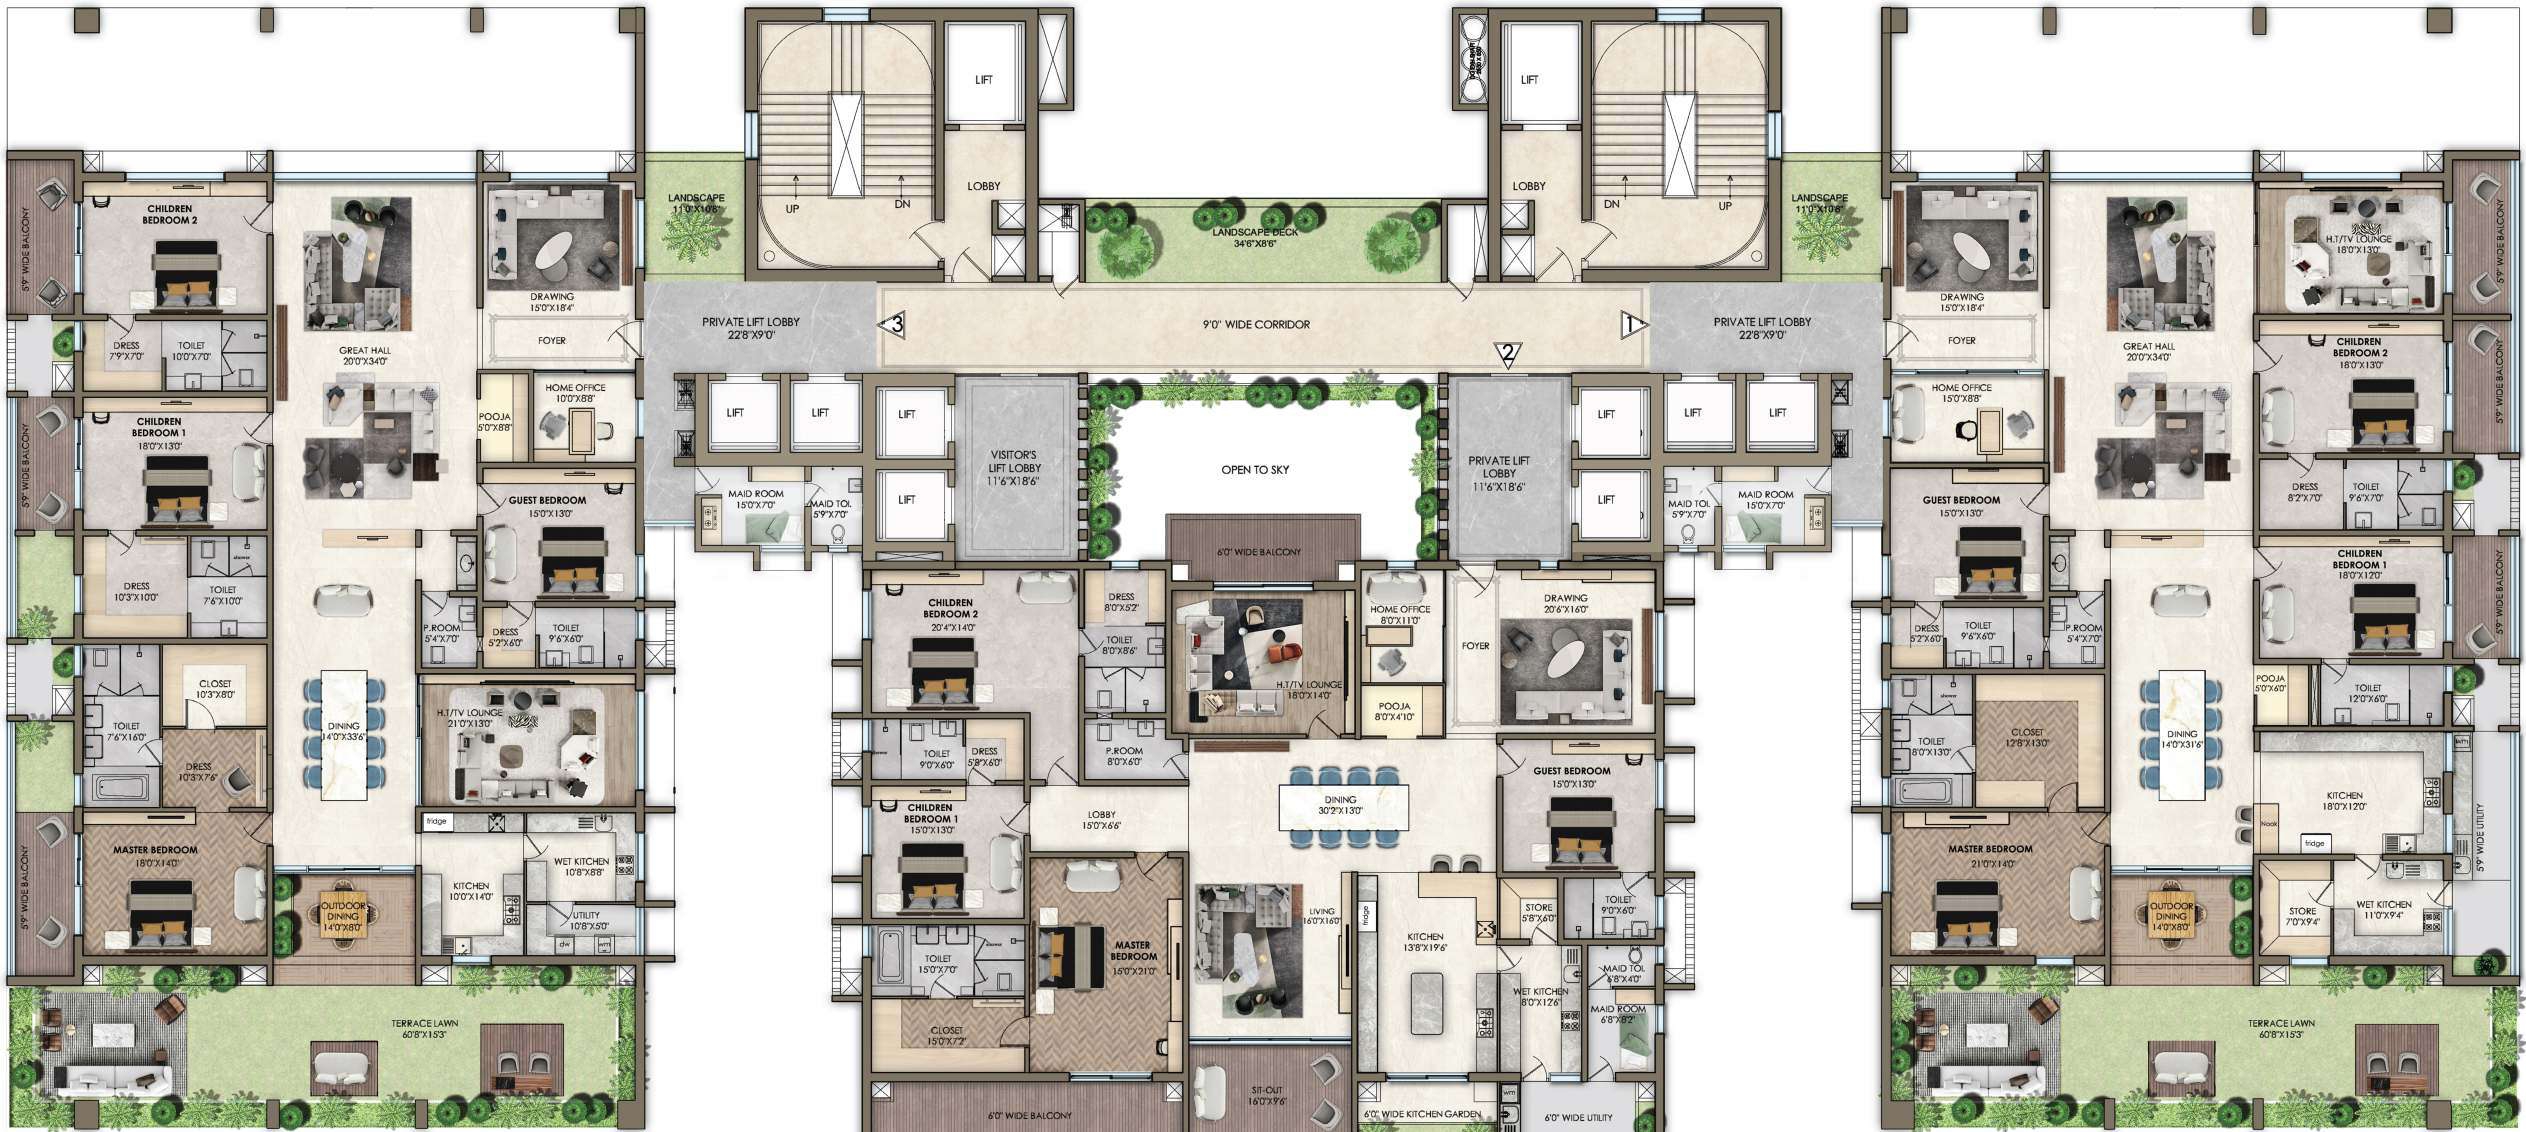 5'9" WIDE BALCONY
CHILDREN
BEDROOM 2
DRESS
7'9"X7'0"
TOILET
10'0"X7'0"
5'9" WIDE BALCONY
CHILDREN
BEDROOM 1
18'0"X13'0"
DRESS
10'3"X10'0"
shower
TOILET
7'6"X10'0"
CLOSET
10'3"X8'0"
TOILET
7'6"X16'0"
DRESS
10'3"X7'6"
5'9" WIDE BALCONY
MASTER BEDROOM
18'0"X14'0"
GREAT HALL
20'0"X34'0"
DRAWING
15'0"X18'4"
FOYER
POOJA
5'0"X8'8"
HOME OFFICE
10'0"X8'8"
GUEST BEDROOM
15'0"X13'0"
P.ROOM
5'4"X7'0"
DRESS
5'2"X6'0"
TOILET
9'6"X6'0"
DINING
14'0"X33'6"
H.T/TV LOUNGE
21'0"X13'0"
fridge
KITCHEN
10'0"X14'0"
WET KITCHEN
10'8"X8'8"
UTILITY
10'8"X5'0"
dw
wm
OUTDOOR
DINING
14'0"X8'0"
TERRACE LAWN
60'8"X15'3"
LANDSCAPE
11'0"X10'8"
UP
DN
LIFT
LOBBY
PRIVATE LIFT LOBBY
22'8"X9'0"
3
9'0" WIDE CORRIDOR
LANDSCAPE DECK
34'6"X8'6"
1
2
LIFT
LOBBY
DN
UP
LANDSCAPE
11'0"X10'8"
PRIVATE LIFT LOBBY
22'8"X9'0"
LIFT
LIFT
LIFT
LIFT
VISITOR'S
LIFT LOBBY
11'6"X18'6"
OPEN TO SKY
PRIVATE LIFT
LOBBY
11'6"X18'6"
LIFT
LIFT
LIFT
LIFT
MAID ROOM
15'0"X7'0"
MAID TOI.
5'9"X7'0"
MAID TOI.
5'9"X7'0"
MAID ROOM
15'0"X7'0"
6'0" WIDE BALCONY
CHILDREN
BEDROOM 2
20'4"X14'0"
DRESS
8'0"X5'2"
TOILET
8'0"X8'6"
H.T/TV LOUNGE
18'0"X14'0"
HOME OFFICE
8'0"X11'0"
FOYER
DRAWING
20'6"X16'0"
POOJA
8'0"X4'10"
shower
TOILET
9'0"X6'0"
DRESS
5'8"X6'0"
P.ROOM
8'0"X6'0"
CHILDREN
BEDROOM 1
15'0"X13'0"
LOBBY
15'0"X6'6"
DINING
30'2"X13'0"
GUEST BEDROOM
15'0"X13'0"
TOILET
15'0"X7'0"
shower
MASTER
BEDROOM
15'0"X21'0"
LIVING
16'0"X16'0"
fridge
KITCHEN
13'8"X19'6"
STORE
5'8"X6'0"
TOILET
9'0"X6'0"
MAID TOI.
6'8"X4'0"
WET KITCHEN
8'0"X12'6"
MAID ROOM
6'8"X8'2"
CLOSET
15'0"X7'2"
6'0" WIDE BALCONY
SIT-OUT
16'0"X9'6"
6'0" WIDE KITCHEN GARDEN
wm
6'0" WIDE UTILITY
DRAWING
15'0"X18'4"
FOYER
HOME OFFICE
15'0"X8'8"
GUEST BEDROOM
15'0"X13'0"
DRESS
5'2"X6'0"
TOILET
9'6"X6'0"
P.ROOM
5'4"X7'0"
shower
TOILET
8'0"X13'0"
CLOSET
12'8"X13'0"
MASTER BEDROOM
21'0"X14'0"
GREAT HALL
20'0"X34'0"
H.T/TV LOUNGE
18'0"X13'0"
5'9" WIDE BALCONY
CHILDREN
BEDROOM 2
18'0"X13'0"
5'9" WIDE BALCONY
DRESS
8'2"X7'0"
TOILET
9'6"X7'0"
CHILDREN
BEDROOM 1
18'0"X12'0"
5'9" WIDE BALCONY
POOJA
5'0"X6'0"
TOILET
12'0"X6'0"
DINING
14'0"X31'6"
KITCHEN
18'0"X12'0"
Nook
fridge
wm
5'9" WIDE UTILITY
STORE
7'0"X9'4"
WET KITCHEN
11'0"X9'4"
OUTDOOR
DINING
14'0"X8'0"
TERRACE LAWN
60'8"X15'3"